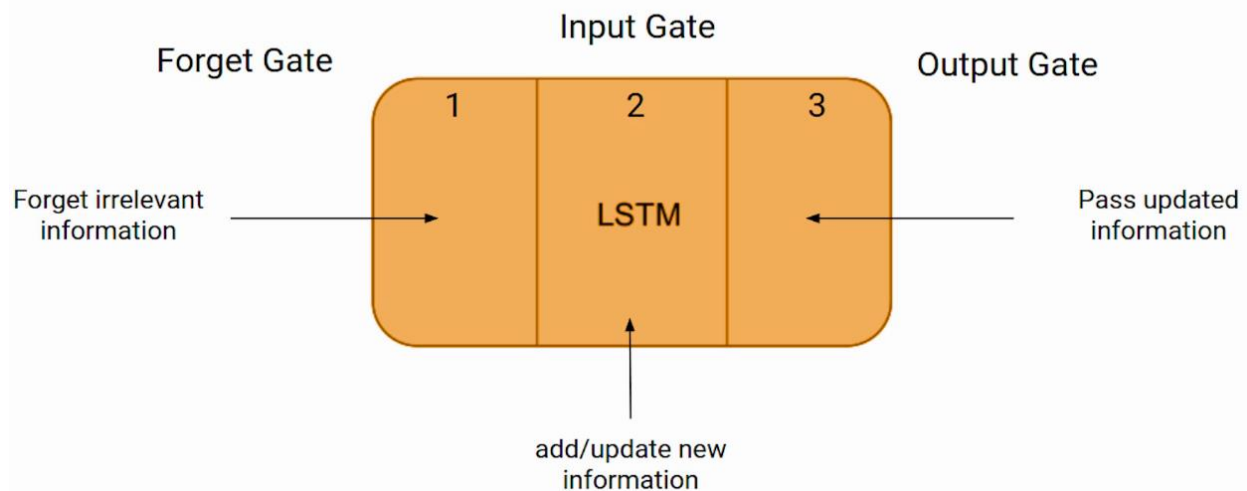 Input Gate
Forget Gate
Output Gate
1
2
3
Forget irrelevant
information
LSTM
Pass updated
information
add/update new
information